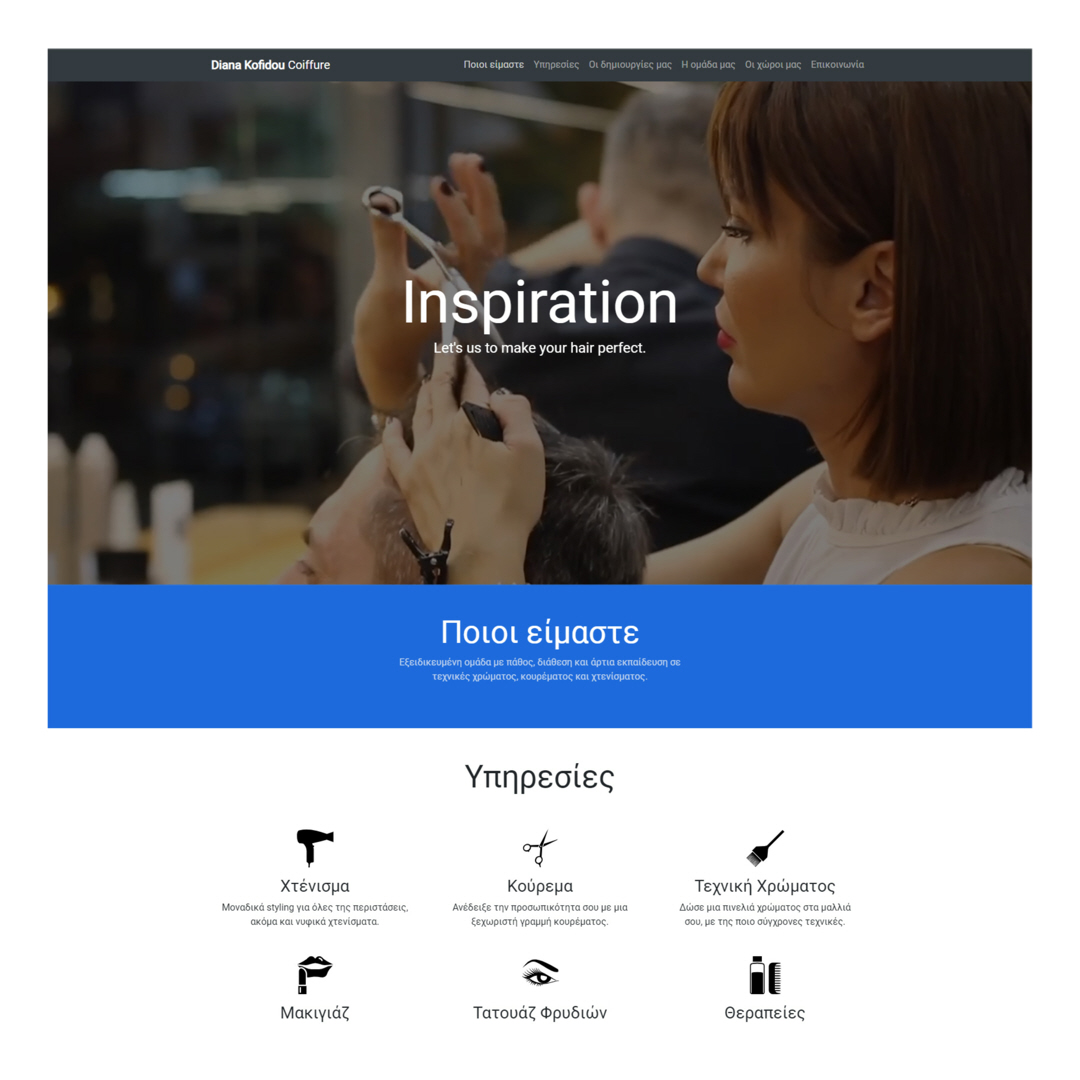 Diana Kofidou Coiffure
Ποιοι είμαστε Υπηρεσίες Οι δημιουργίες μας Η ομάδα μας Οι χώροι μας Επικοινωνία
Inspiration
Let's us to make your hair perfect.
Ποιοι είμαστε
Εξειδικευμένη ομάδα με πάθος, διάθεση και άρτια εκπαίδευση σε
τεχνικές χρώματος, κουρέματος και χτενίσματος.
Υπηρεσίες
Χτένισμα
Μοναδικά styling για όλες της περιστάσεις,
ακόμα και νυφικά χτενίσματα.
Κούρεμα
Ανέδειξε την προσωπικότητα σου με μια
ξεχωριστή γραμμή κουρέματος.
Τεχνική Χρώματος
Δώσε μια πινελιά χρώματος στα μαλλιά
σου, με της ποιο σύγχρονες τεχνικές.
Μακιγιάζ
Τατουάζ Φρυδιών
Θεραπείες